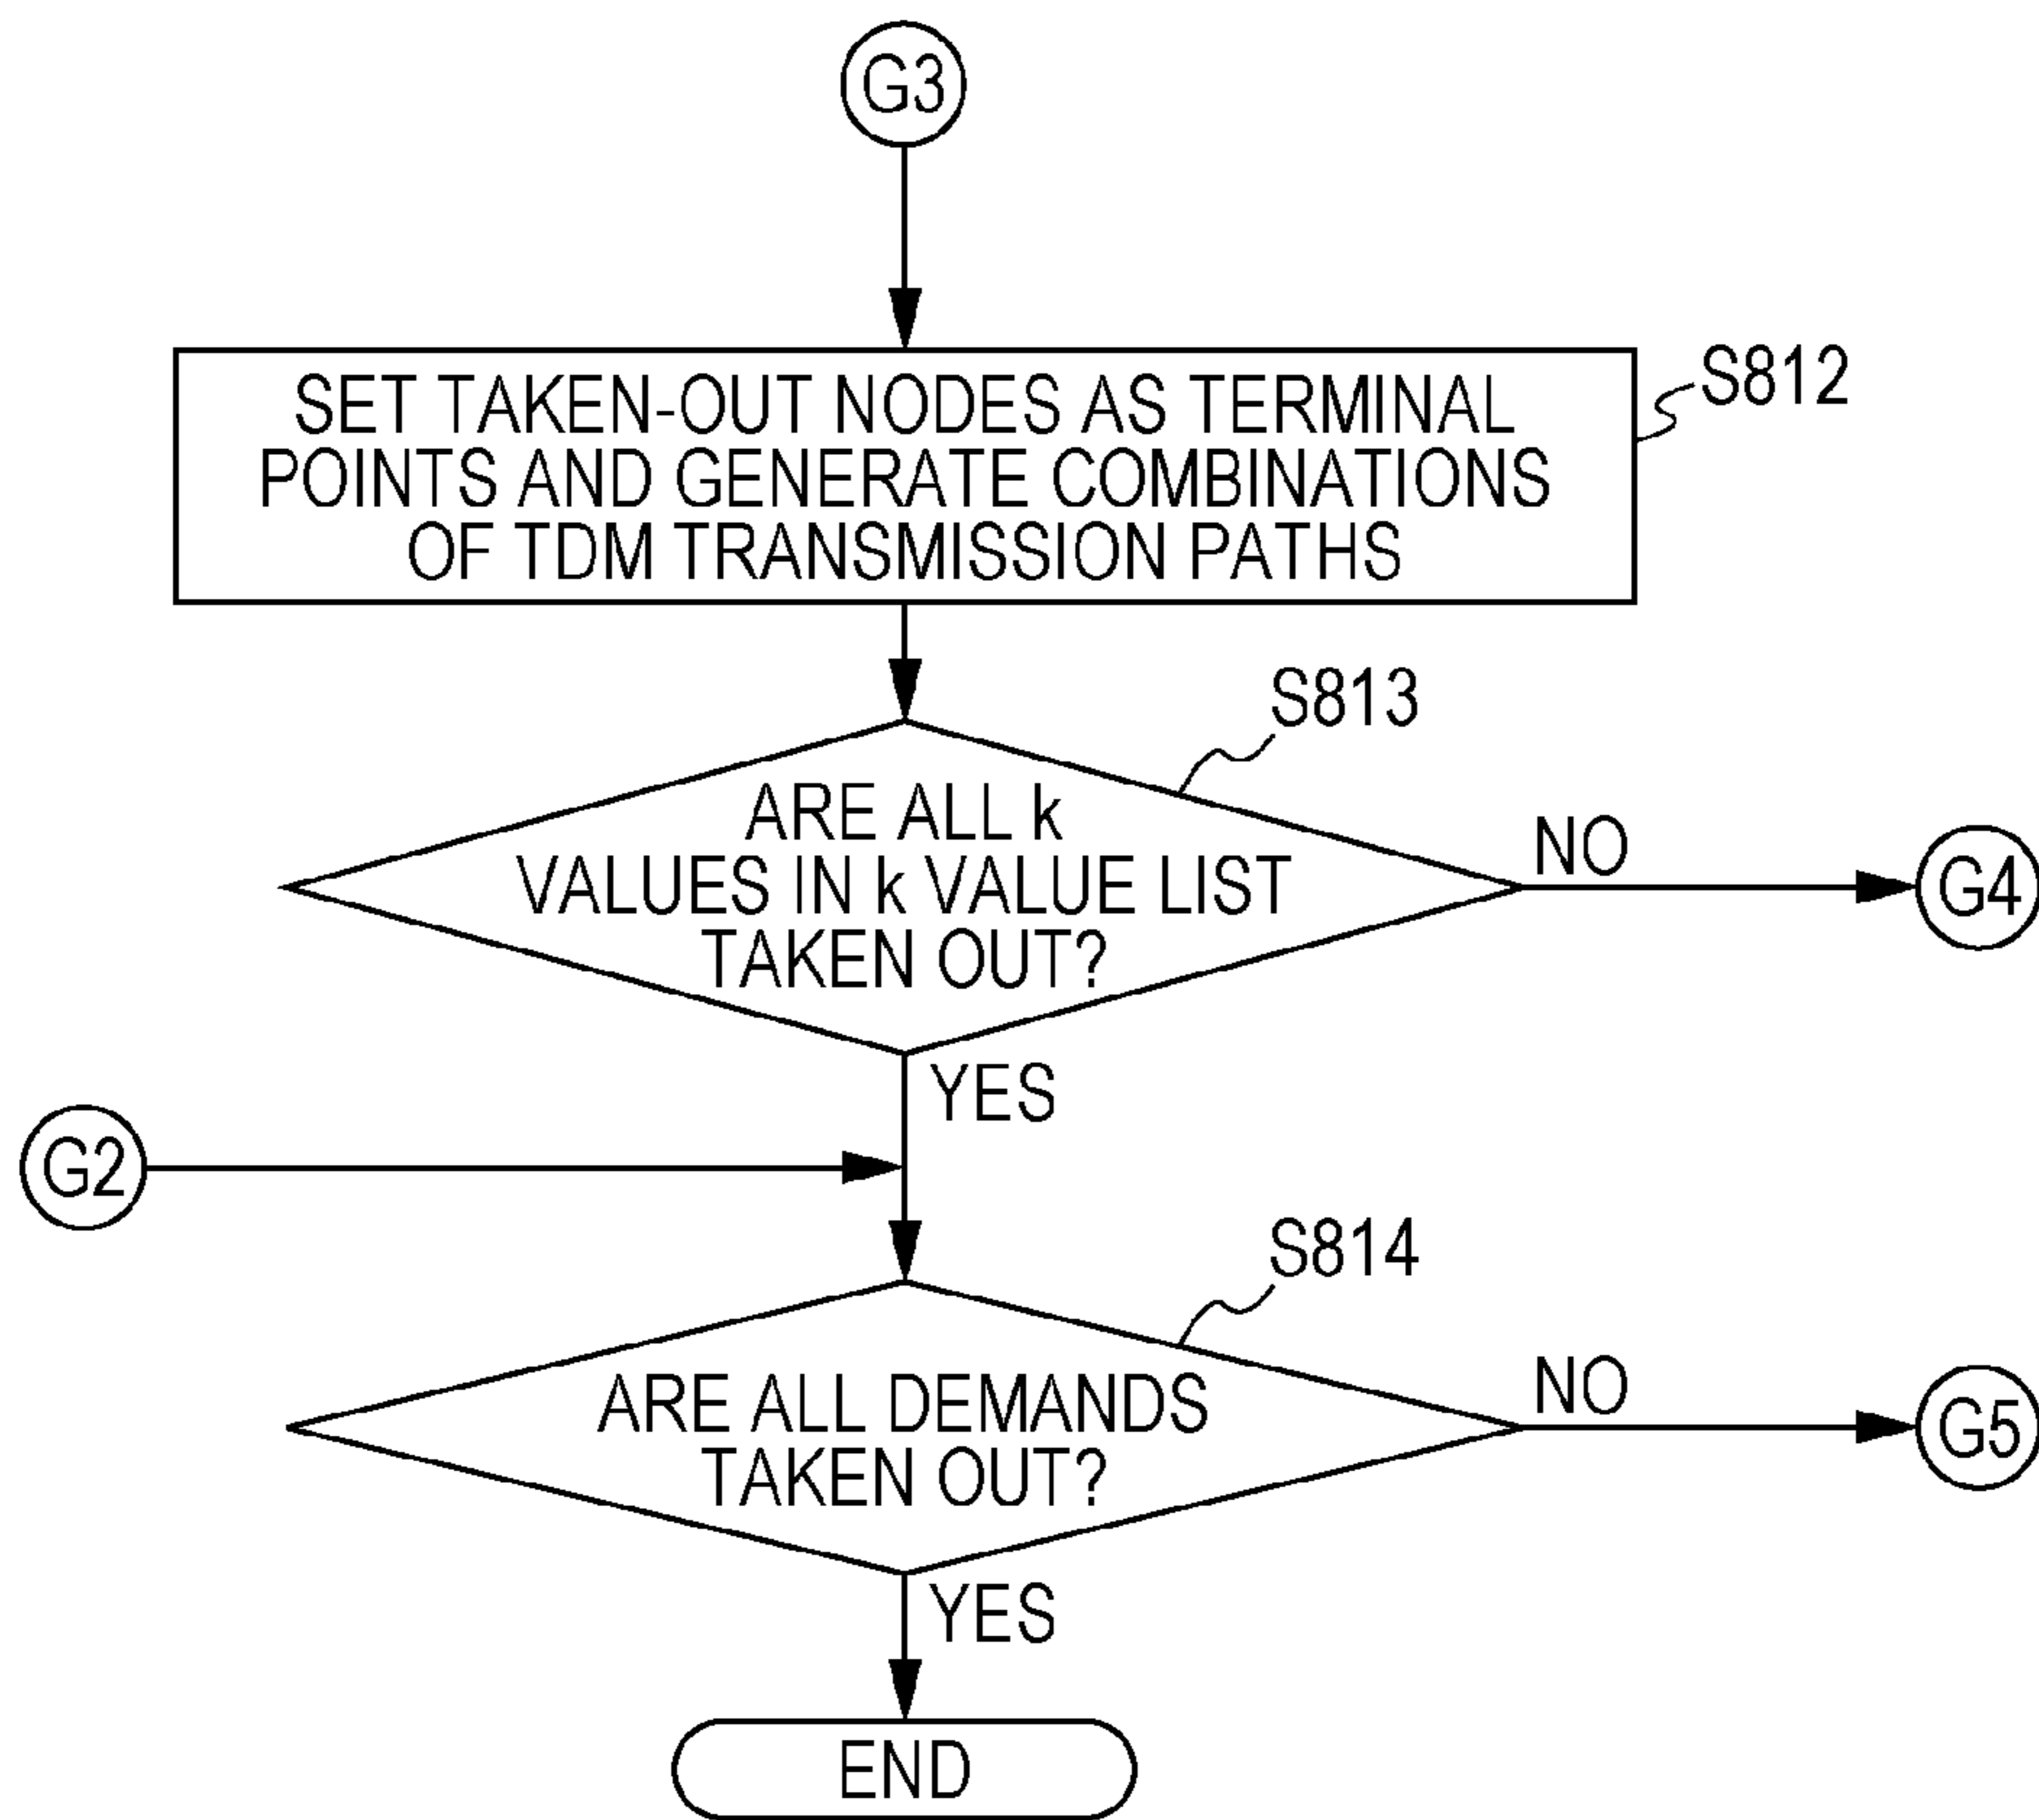 G3
S812
SET TAKEN-OUT NODES AS TERMINAL
POINTS AND GENERATE COMBINATIONS
OF TDM TRANSMISSION PATHS
S813
ARE ALL k
VALUES IN k VALUE LIST
TAKEN OUT?
NO
G4
YES
G2
S814
ARE ALL DEMANDS
TAKEN OUT?
NO
G5
YES
END